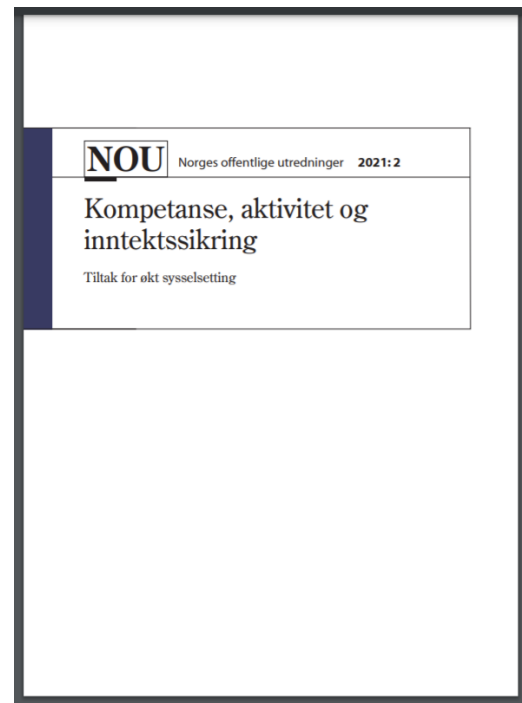 NOU Norges offentlige utredninger 2021: 2
Kompetanse, aktivitet og
inntektssikring
Tiltak for økt sysselsetting